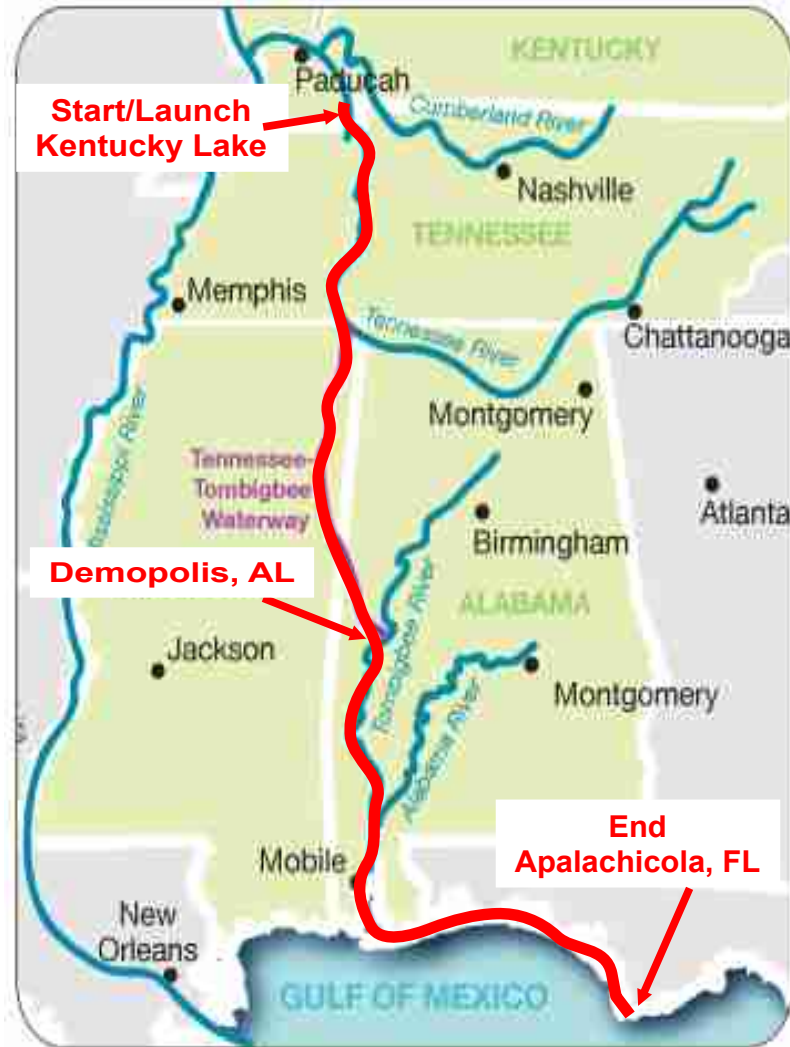 KENTUCKY
Paducah
Start/Launch
Kentucky Lake
Cumberland River
Nashville
TENNESSEE
Memphis
Tennessee River
Chattanooga
Montgomery
Tennessee-
Tombigbee
Waterway
Atlanta
Birmingham
Demopolis, AL
ALABAMA
Tombigbee River
Jackson
Montgomery
Alabama River
End
Apalachicola, FL
Mobile
New
Orleans
GULF OF MEXICO
River